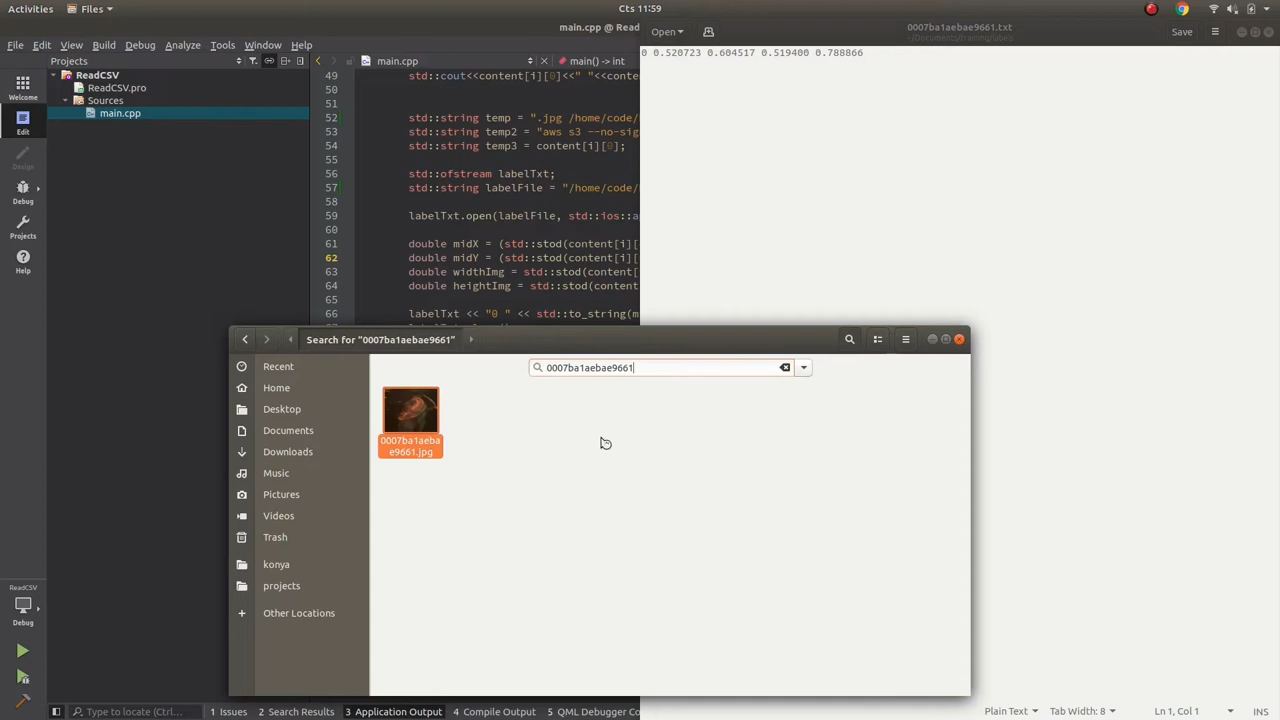 Activities
Files
Cts 11:59
main.cpp @ Read
Open
0007ba1aebae9661.txt
~/Documents/training/labels
Save
File Edit View Build Debug Analyze Tools Window Help
Projects
main.cpp
main() → int
0 0.520723 0.604517 0.519400 0.788866
Welcome
Edit
Design
Debug
Projects
Help
ReadCSV
ReadCSV.pro
Sources
main.cpp
49 std::cout<<content[i][0]<<" "<<conte
50
51
52 std::string temp = ".jpg /home/code/
53 std::string temp2 = "aws s3 --no-sig
54 std::string temp3 = content[i][0];
55
56 std::ofstream labelTxt;
57 std::string labelFile = "/home/code/
58
59 labelTxt.open(labelFile, std::ios::a
60
61 double midX = (std::stod(content[i][
62 double midY = (std::stod(content[i][
63 double widthImg = std::stod(content[
64 double heightImg = std::stod(content
65
66 labelTxt << "0 " << std::to_string(m
Search for "0007ba1aebae9661"
0007ba1aebae9661
Recent
Home
Desktop
Documents
Downloads
Music
Pictures
Videos
Trash
konya
projects
Other Locations
0007ba1aeba
e9661.jpg
ReadCSV
Debug
Type to locate (Ctrl+...
1 Issues
2 Search Results
3 Application Output
4 Compile Output
5 QML Debugger Co
Plain Text
Tab Width: 8
Ln 1, Col 1
INS